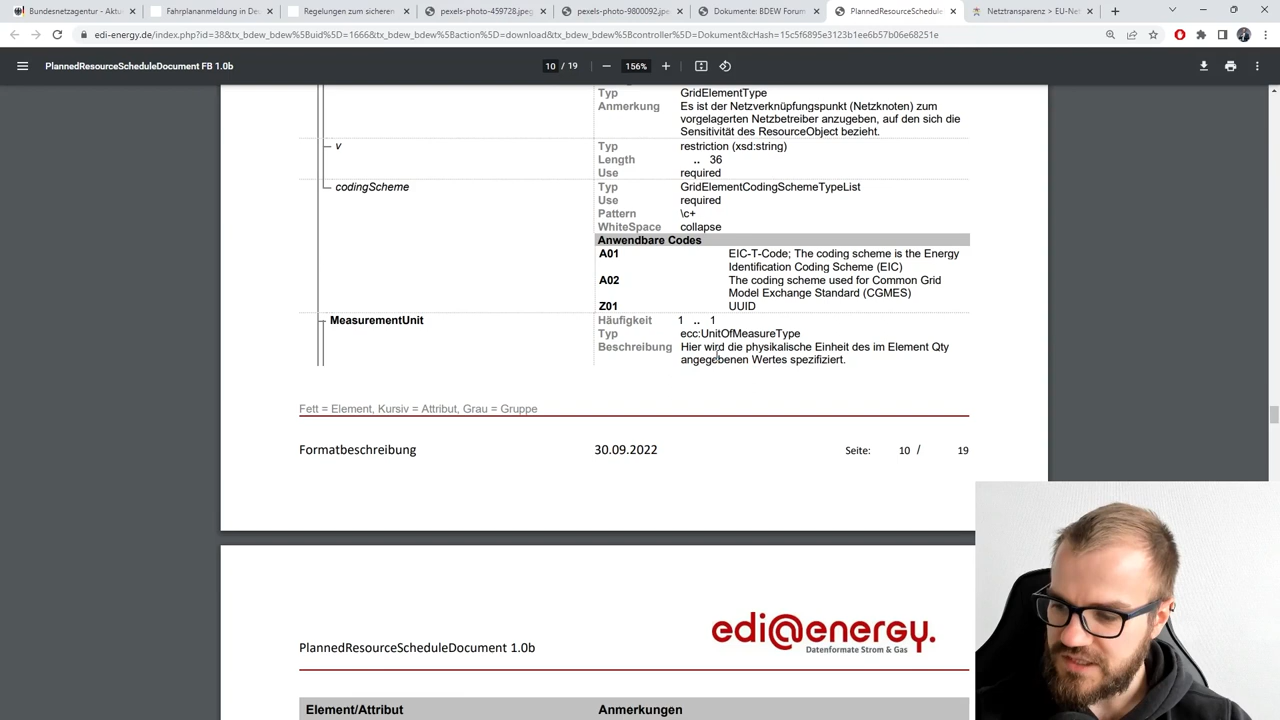 Bundesnetzagentur - Aktu
Fahrplananmeldung in De
Regelungen zum sicheren
pexels-photo-459728.jpeg
pexels-photo-9800092.jpe
Dokumente: BDEW Forum
PlannedResourceSchedule
Netztransparenz > EU-Net
edi-energy.de/index.php?id=38&tx_bdew_bdew%5Buid%5D=1666&tx_bdew_bdew%5Baction%5D=download&tx_bdew_bdew%5Bcontroller%5D=Dokument&cHash=15c5f6895e3123b1ee6b57b06e68251e
PlannedResourceScheduleDocument FB 1.0b
10 / 19
156%
Typ GridElementType
Anmerkung Es ist der Netzverknüpfungspunkt (Netzknoten) zum
vorgelagerten Netzbetreiber anzugeben, auf den sich die
Sensitivität des ResourceObject bezieht.
v Typ restriction (xsd:string)
Length .. 36
Use required
codingScheme Typ GridElementCodingSchemeTypeList
Use required
Pattern \c+
WhiteSpace collapse
Anwendbare Codes
A01 EIC-T-Code; The coding scheme is the Energy
Identification Coding Scheme (EIC)
A02 The coding scheme used for Common Grid
Model Exchange Standard (CGMES)
Z01 UUID
MeasurementUnit Häufigkeit 1 .. 1
Typ ecc:UnitOfMeasureType
Beschreibung Hier wird die physikalische Einheit des im Element Qty
angegebenen Wertes spezifiziert.
Fett = Element, Kursiv = Attribut, Grau = Gruppe
Formatbeschreibung 30.09.2022 Seite: 10 / 19
edi@energy.
Datenformate Strom & Gas
PlannedResourceScheduleDocument 1.0b
Element/Attribut Anmerkungen